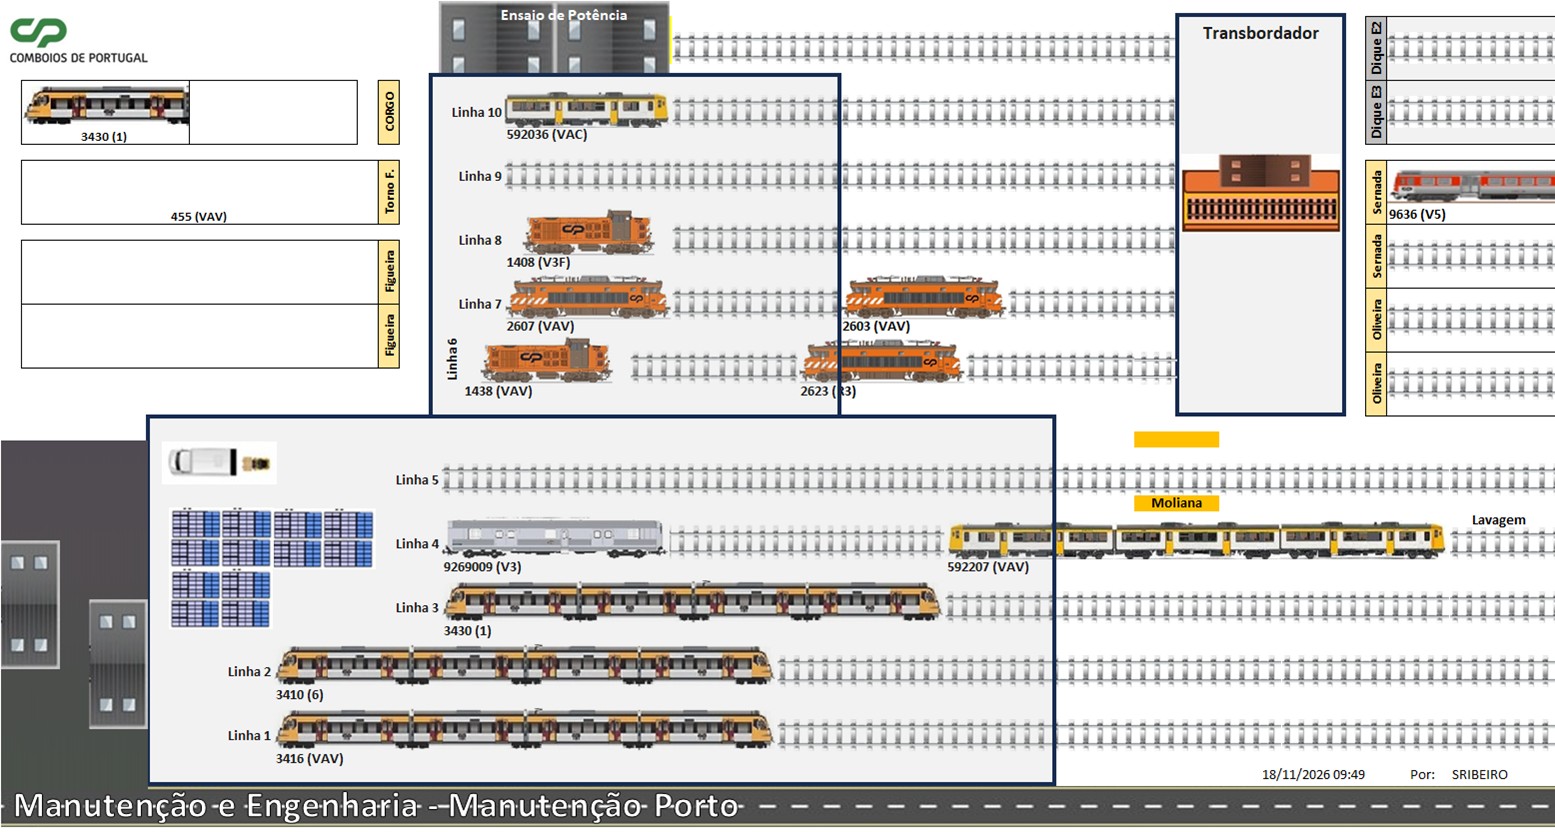 Ensaio de Potência
Transbordador
Dique E2
Dique E3
CP
COMBOIOS DE PORTUGAL
3430 (1)
CORGO
Linha 10
592036 (VAC)
Linha 9
Torno F.
455 (VAV)
Sernada
9636 (V5)
Linha 8
1408 (V3F)
Figueira
Sernada
Linha 7
2607 (VAV)
2603 (VAV)
Figueira
Oliveira
Linha 6
1438 (VAV)
2623 (R3)
Oliveira
Linha 5
Moliana
Lavagem
Linha 4
9269009 (V3)
592207 (VAV)
Linha 3
3430 (1)
Linha 2
3410 (6)
Linha 1
3416 (VAV)
18/11/2026 09:49 Por: SRIBEIRO
Manutenção e Engenharia - Manutenção Porto